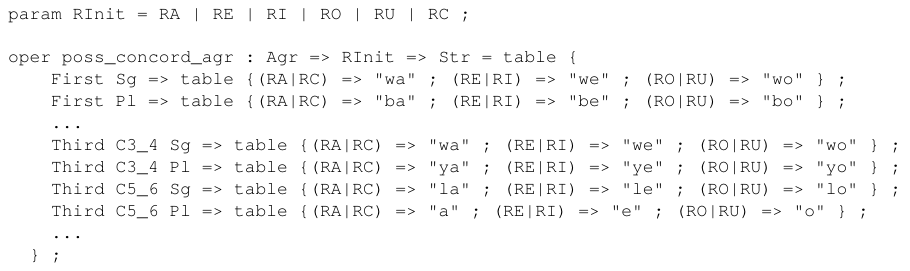 param RInit = RA | RE | RI | RO | RU | RC ;
oper poss_concord_agr : Agr => RInit => Str = table {
First Sg => table {(RA|RC) => "wa" ; (RE|RI) => "we" ; (RO|RU) => "wo" } ;
First Pl => table {(RA|RC) => "ba" ; (RE|RI) => "be" ; (RO|RU) => "bo" } ;
...
Third C3_4 Sg => table {(RA|RC) => "wa" ; (RE|RI) => "we" ; (RO|RU) => "wo" } ;
Third C3_4 Pl => table {(RA|RC) => "ya" ; (RE|RI) => "ye" ; (RO|RU) => "yo" } ;
Third C5_6 Sg => table {(RA|RC) => "la" ; (RE|RI) => "le" ; (RO|RU) => "lo" } ;
Third C5_6 Pl => table {(RA|RC) => "a" ; (RE|RI) => "e" ; (RO|RU) => "o" } ;
...
} ;